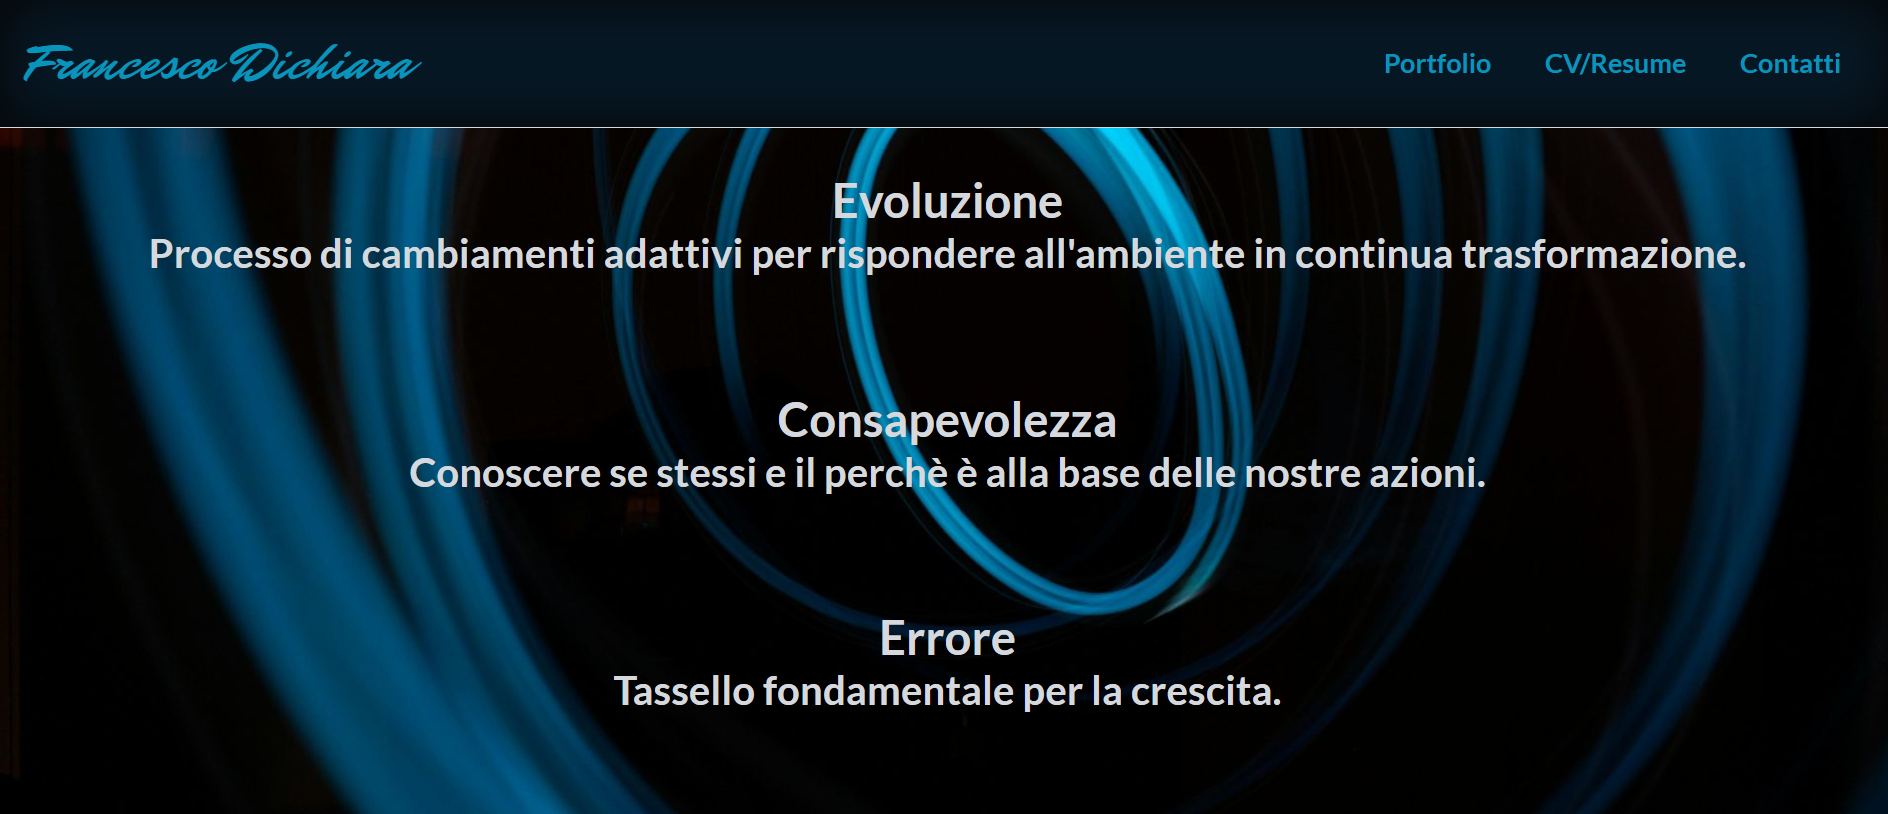 Francesco Dichiara
Portfolio CV/Resume Contatti
Evoluzione
Processo di cambiamenti adattivi per rispondere all'ambiente in continua trasformazione.
Consapevolezza
Conoscere se stessi e il perchè è alla base delle nostre azioni.
Errore
Tassello fondamentale per la crescita.